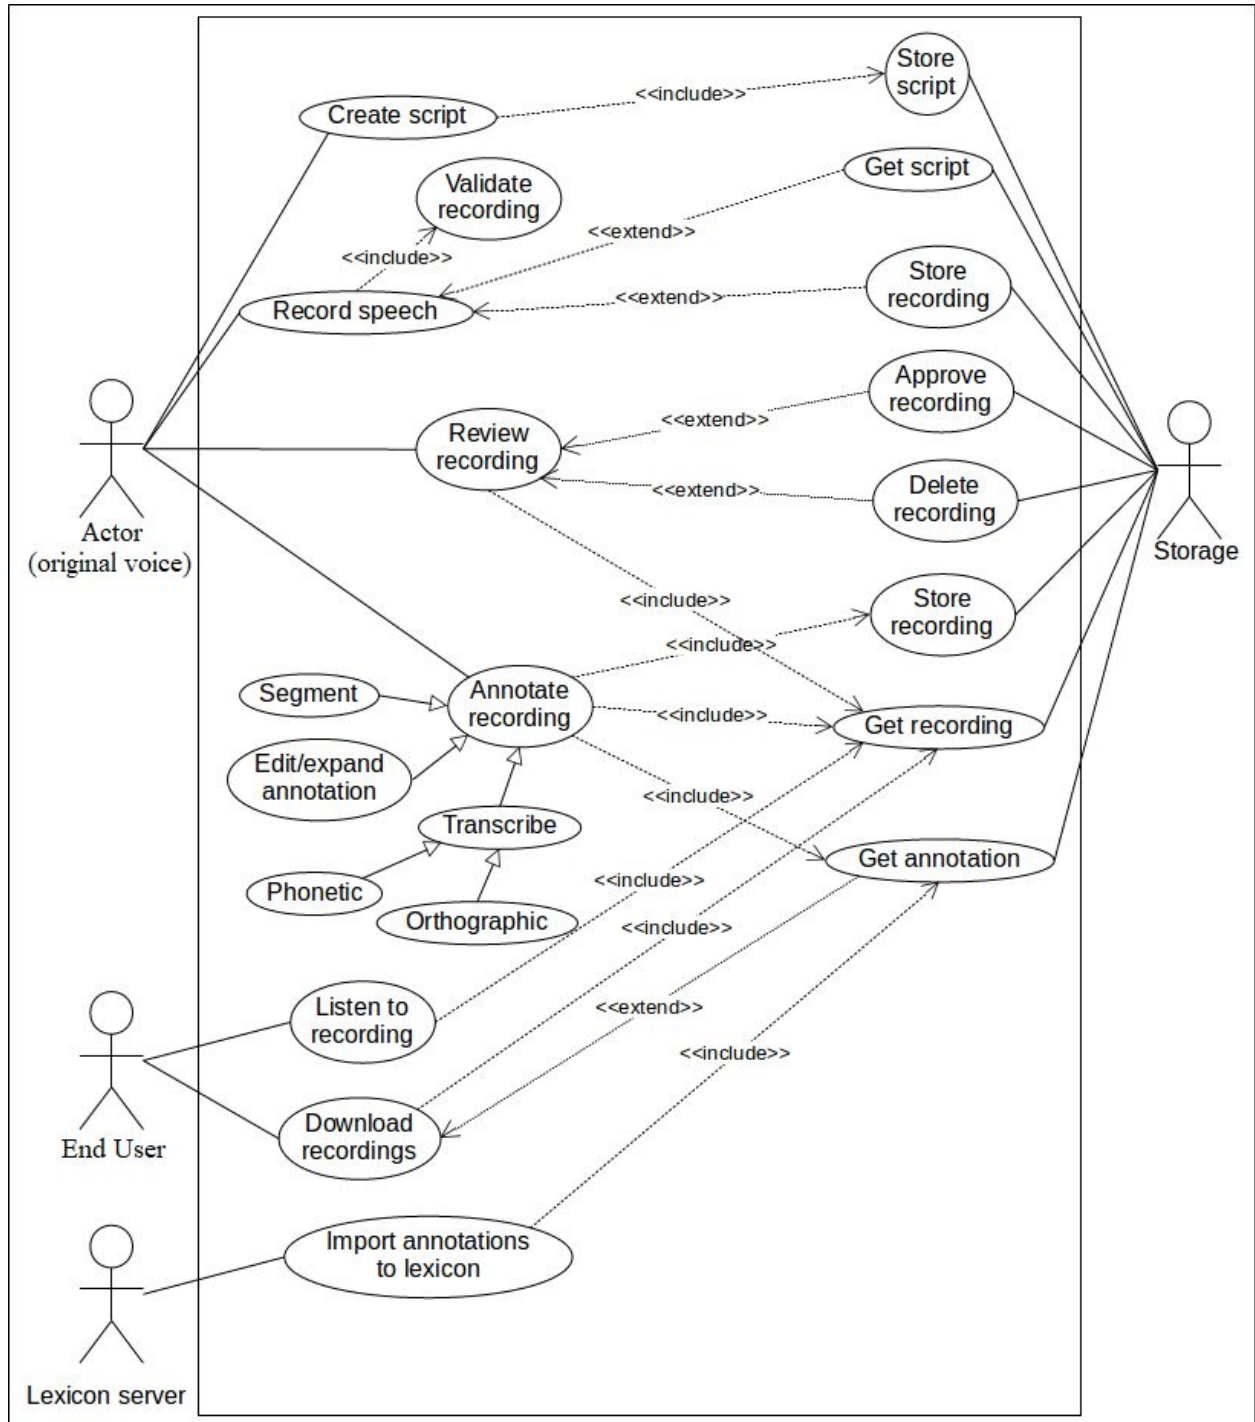 Store
script
<<include>>
Create script
Get script
Validate
recording
<<extend>>
<<include>>
Store
recording
<<extend>>
Record speech
Approve
recording
<<extend>>
Review
recording
Delete
recording
<<extend>>
Actor
(original voice)
Storage
<<include>>
Store
recording
<<include>>
Segment
Annotate
recording
<<include>>
Get recording
Edit/expand
annotation
<<include>>
Transcribe
Get annotation
Phonetic
<<include>>
Orthographic
<<include>>
Listen to
recording
<<extend>>
<<include>>
Download
recordings
End User
Import annotations
to lexicon
Lexicon server